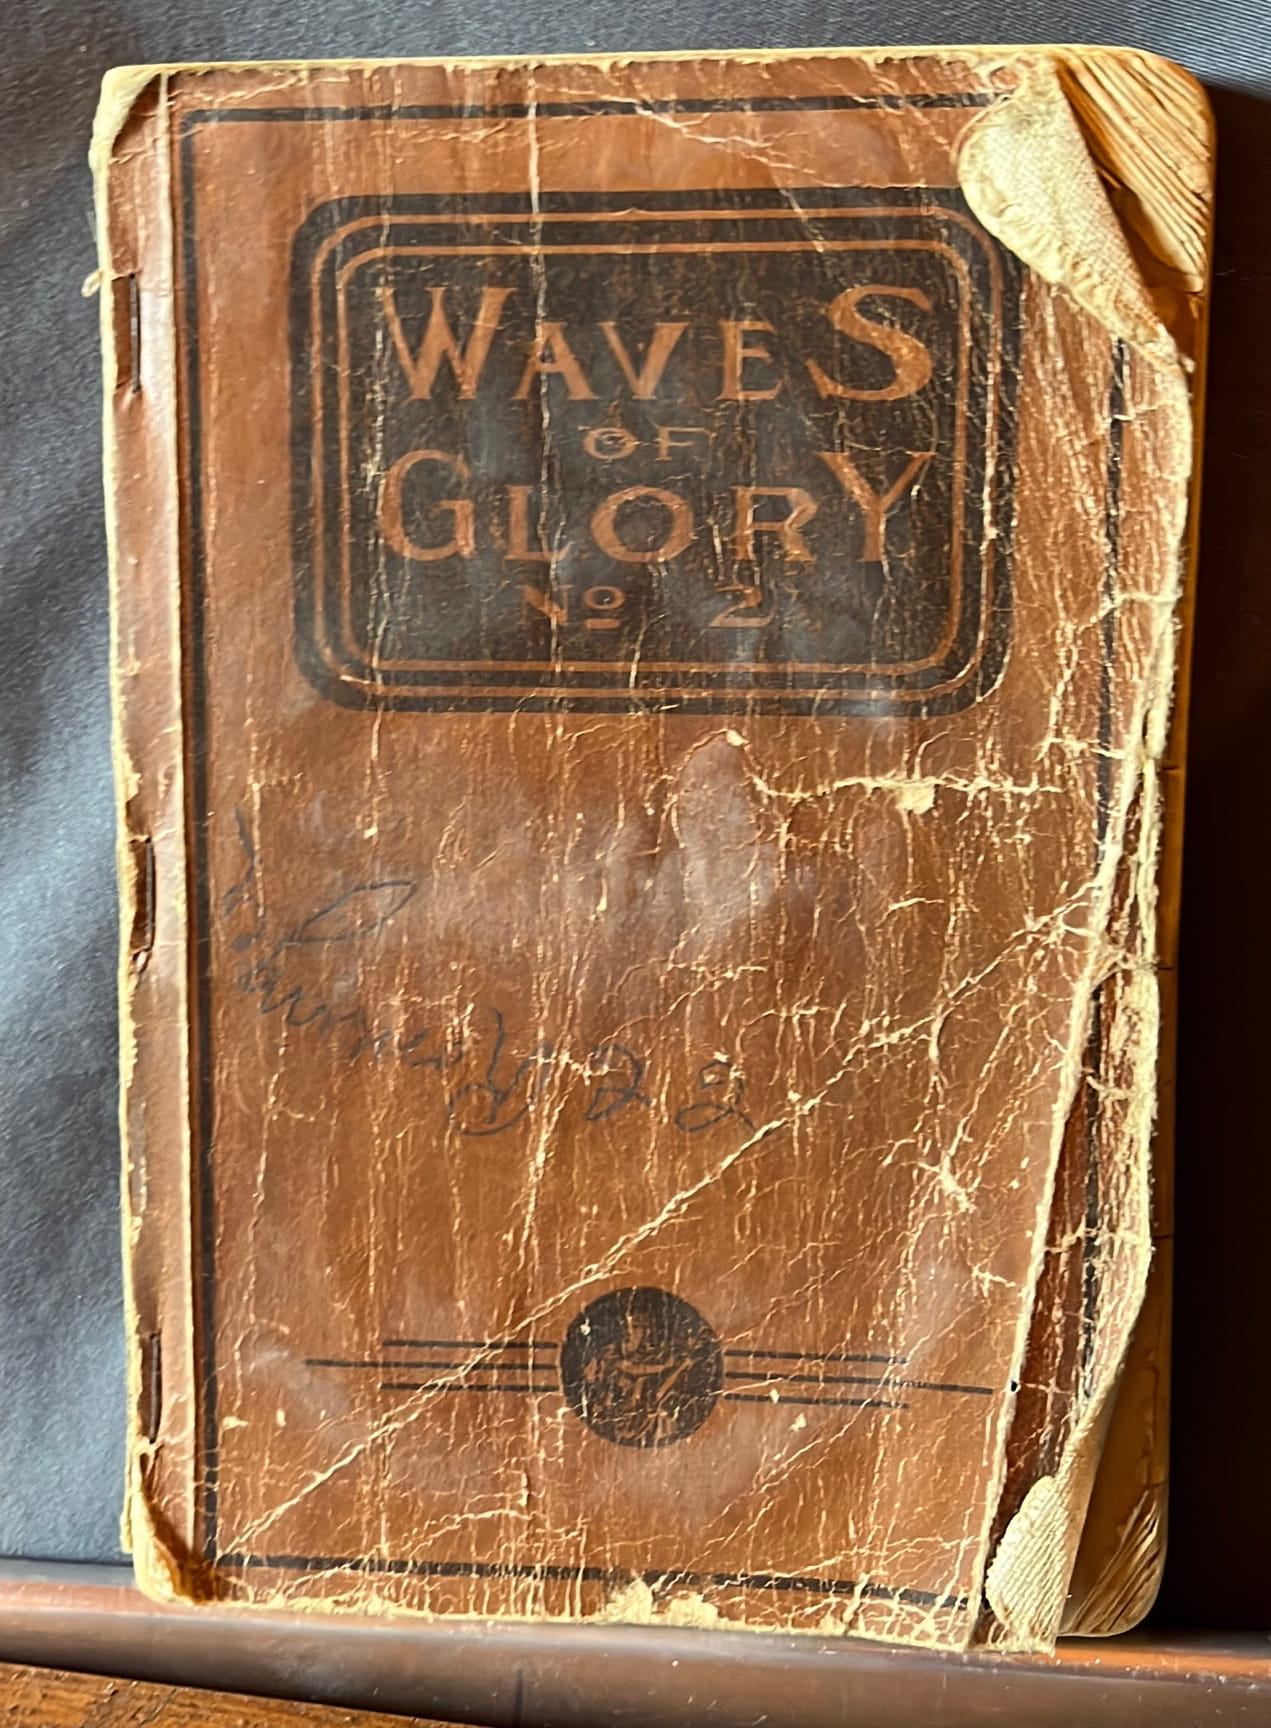 WAVES
OF
GLORY
No 2